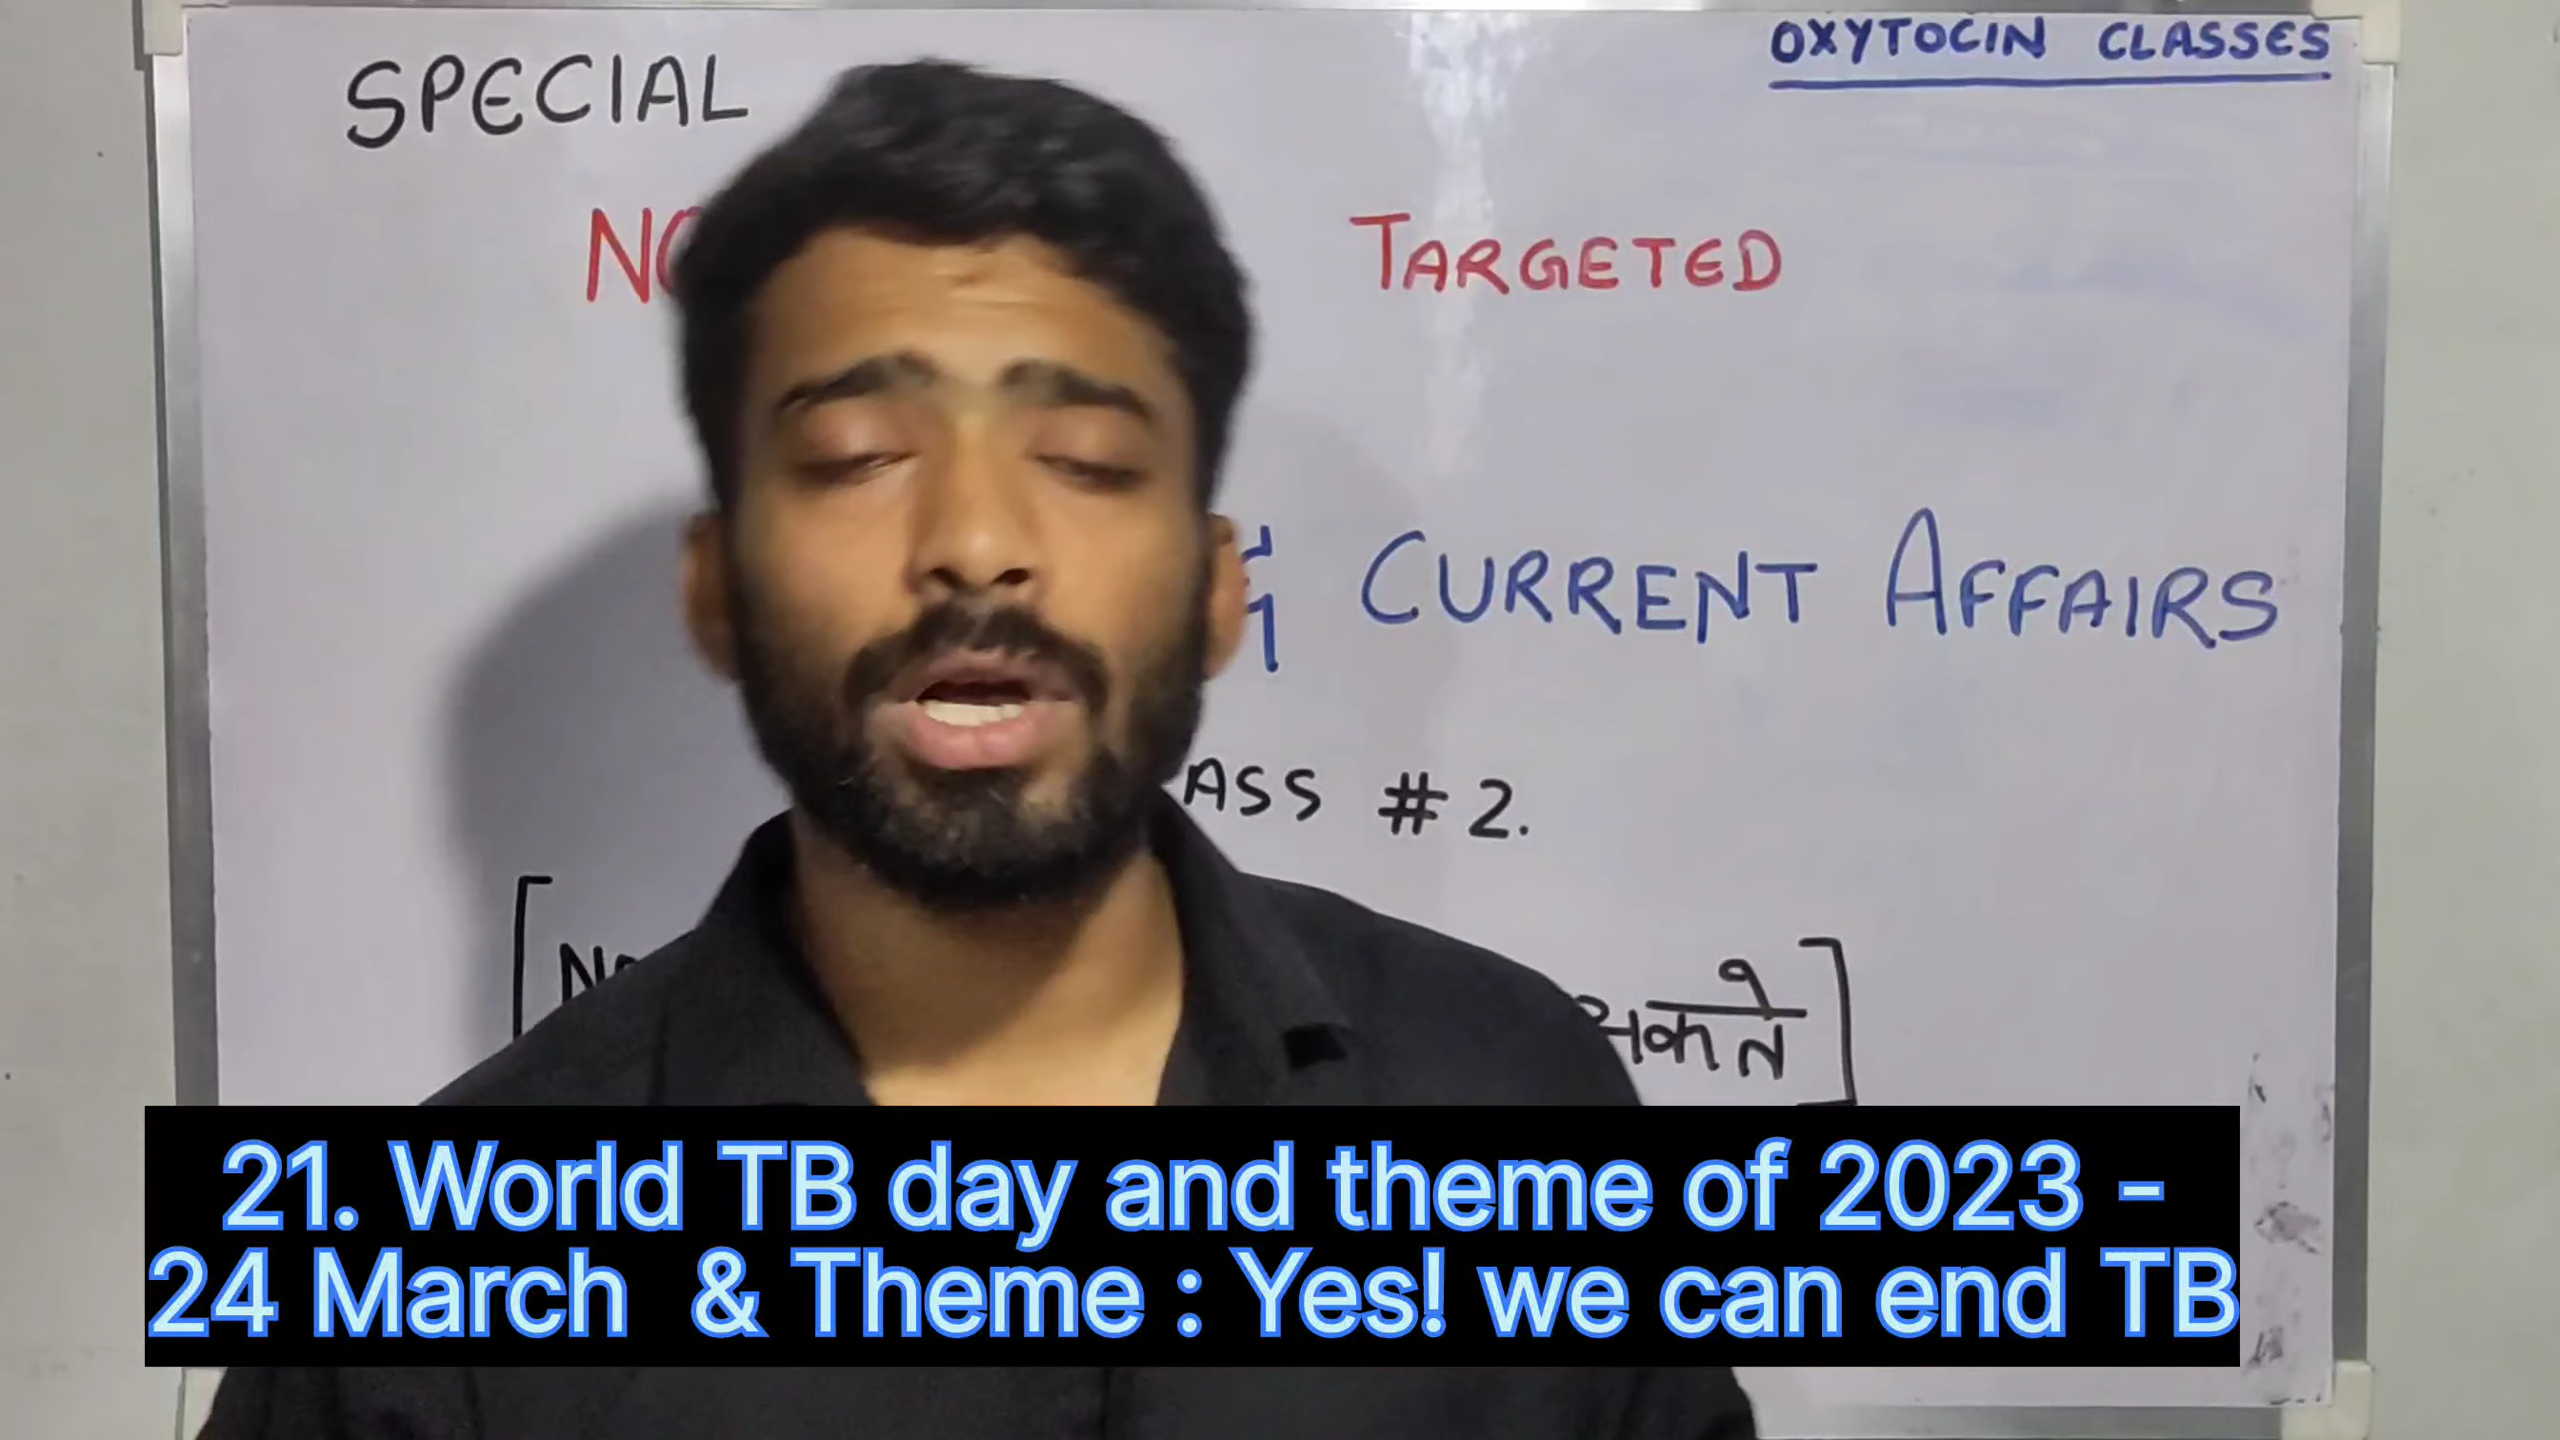 OXYTOCIN CLASSES
SPECIAL
TARGETED
CURRENT AFFAIRS
# 2.
21. World TB day and theme of 2023 -
24 March & Theme : Yes! we can end TB